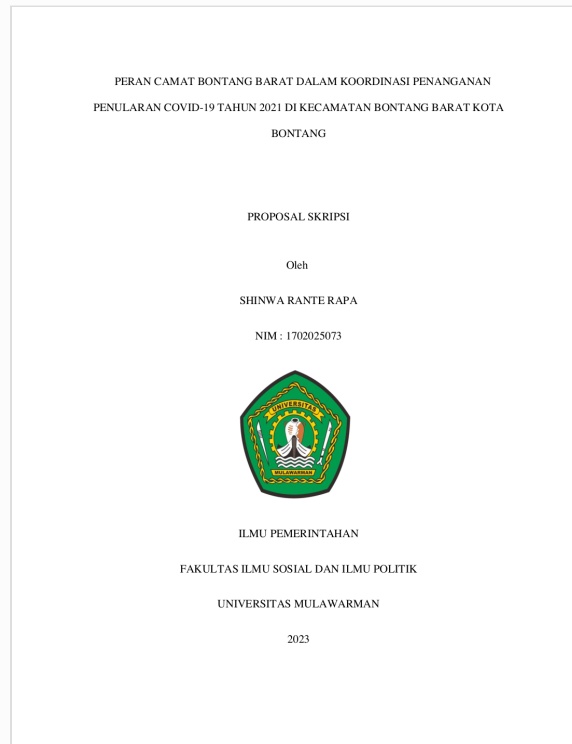 PERAN CAMAT BONTANG BARAT DALAM KOORDINASI PENANGANAN
PENULARAN COVID-19 TAHUN 2021 DI KECAMATAN BONTANG BARAT KOTA
BONTANG
PROPOSAL SKRIPSI
Oleh
SHINWA RANTE RAPA
NIM : 1702025073
UNIVERSITAS
MULAWARMAN
ILMU PEMERINTAHAN
FAKULTAS ILMU SOSIAL DAN ILMU POLITIK
UNIVERSITAS MULAWARMAN
2023